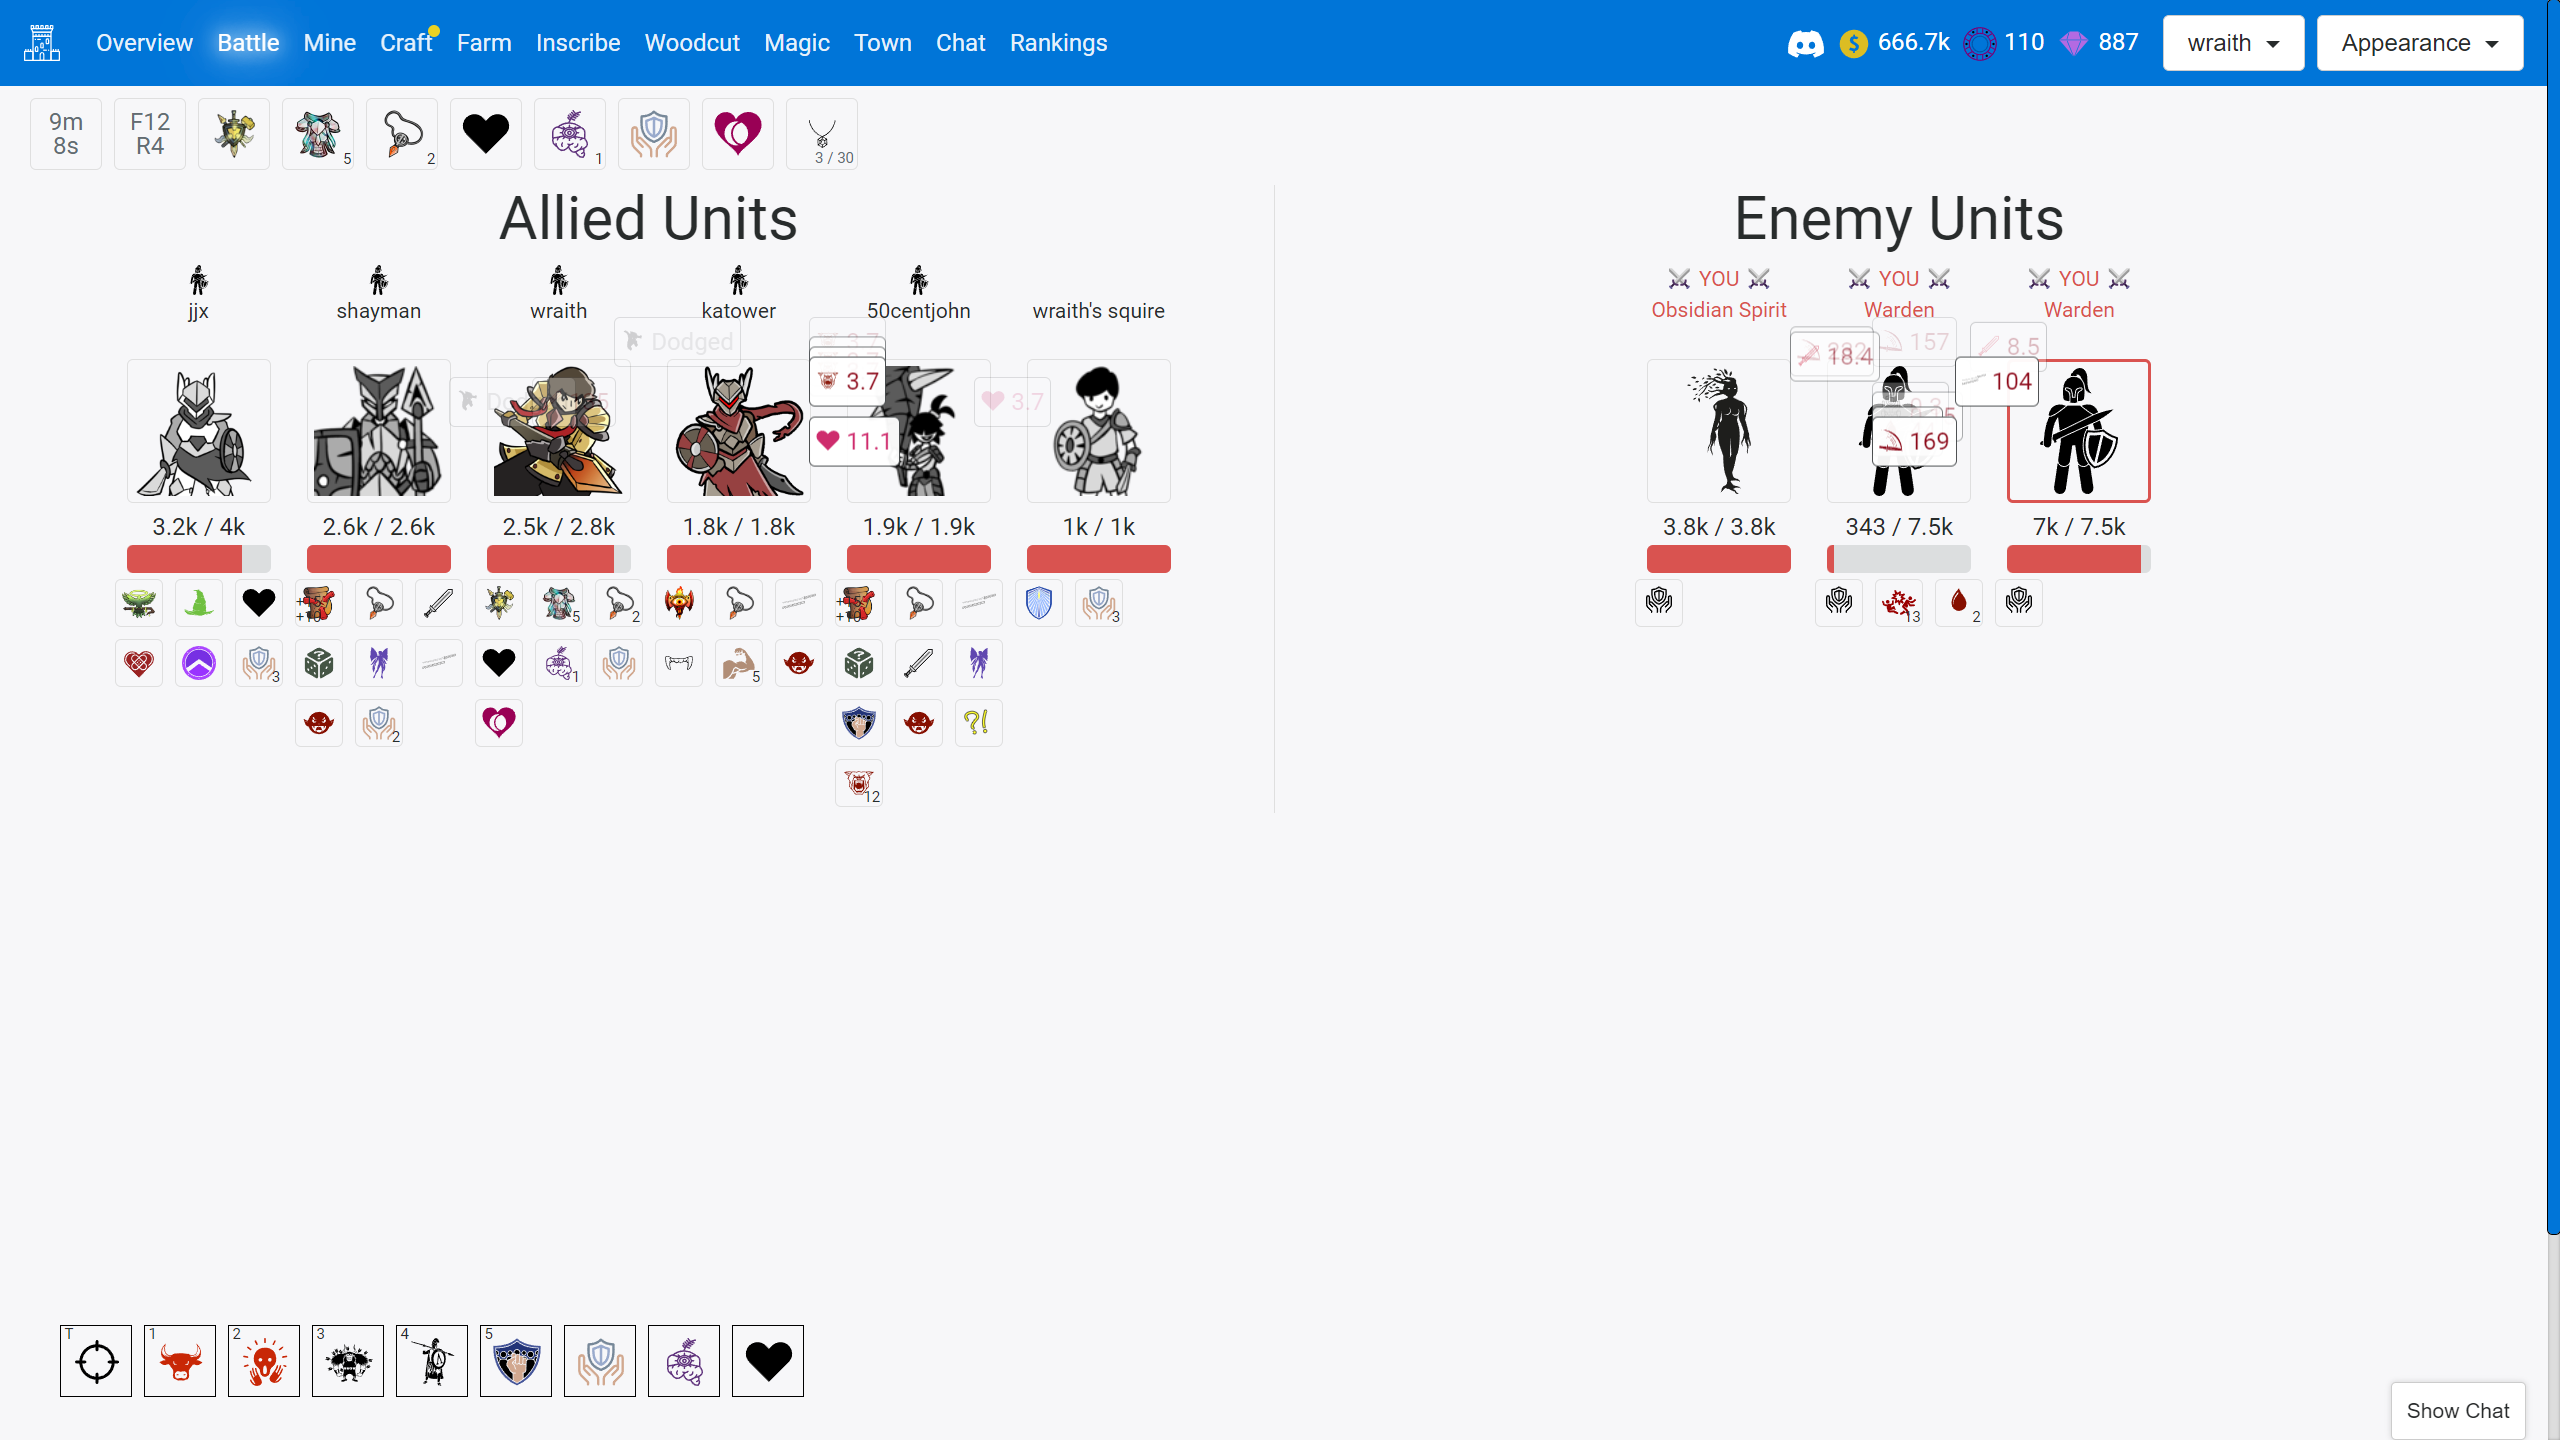 Overview Battle Mine Craft Farm Inscribe Woodcut Magic Town Chat Rankings
666.7k 110 887 wraith Appearance
9m
8s
F12
R4
5
2
1
3 / 30
Allied Units
Enemy Units
jjx shayman wraith katower 50centjohn wraith's squire
YOU YOU YOU
Obsidian Spirit Warden Warden
Dodged
157
8.5
18.4
3.7
104
3.7
11.1
169
3.2k / 4k 2.6k / 2.6k 2.5k / 2.8k 1.8k / 1.8k 1.9k / 1.9k 1k / 1k
343 / 7.5k 7k / 7.5k
3.8k / 3.8k
5 2 3 13 2
3 1 5
2
12
T 1 2 3 4 5
Show Chat